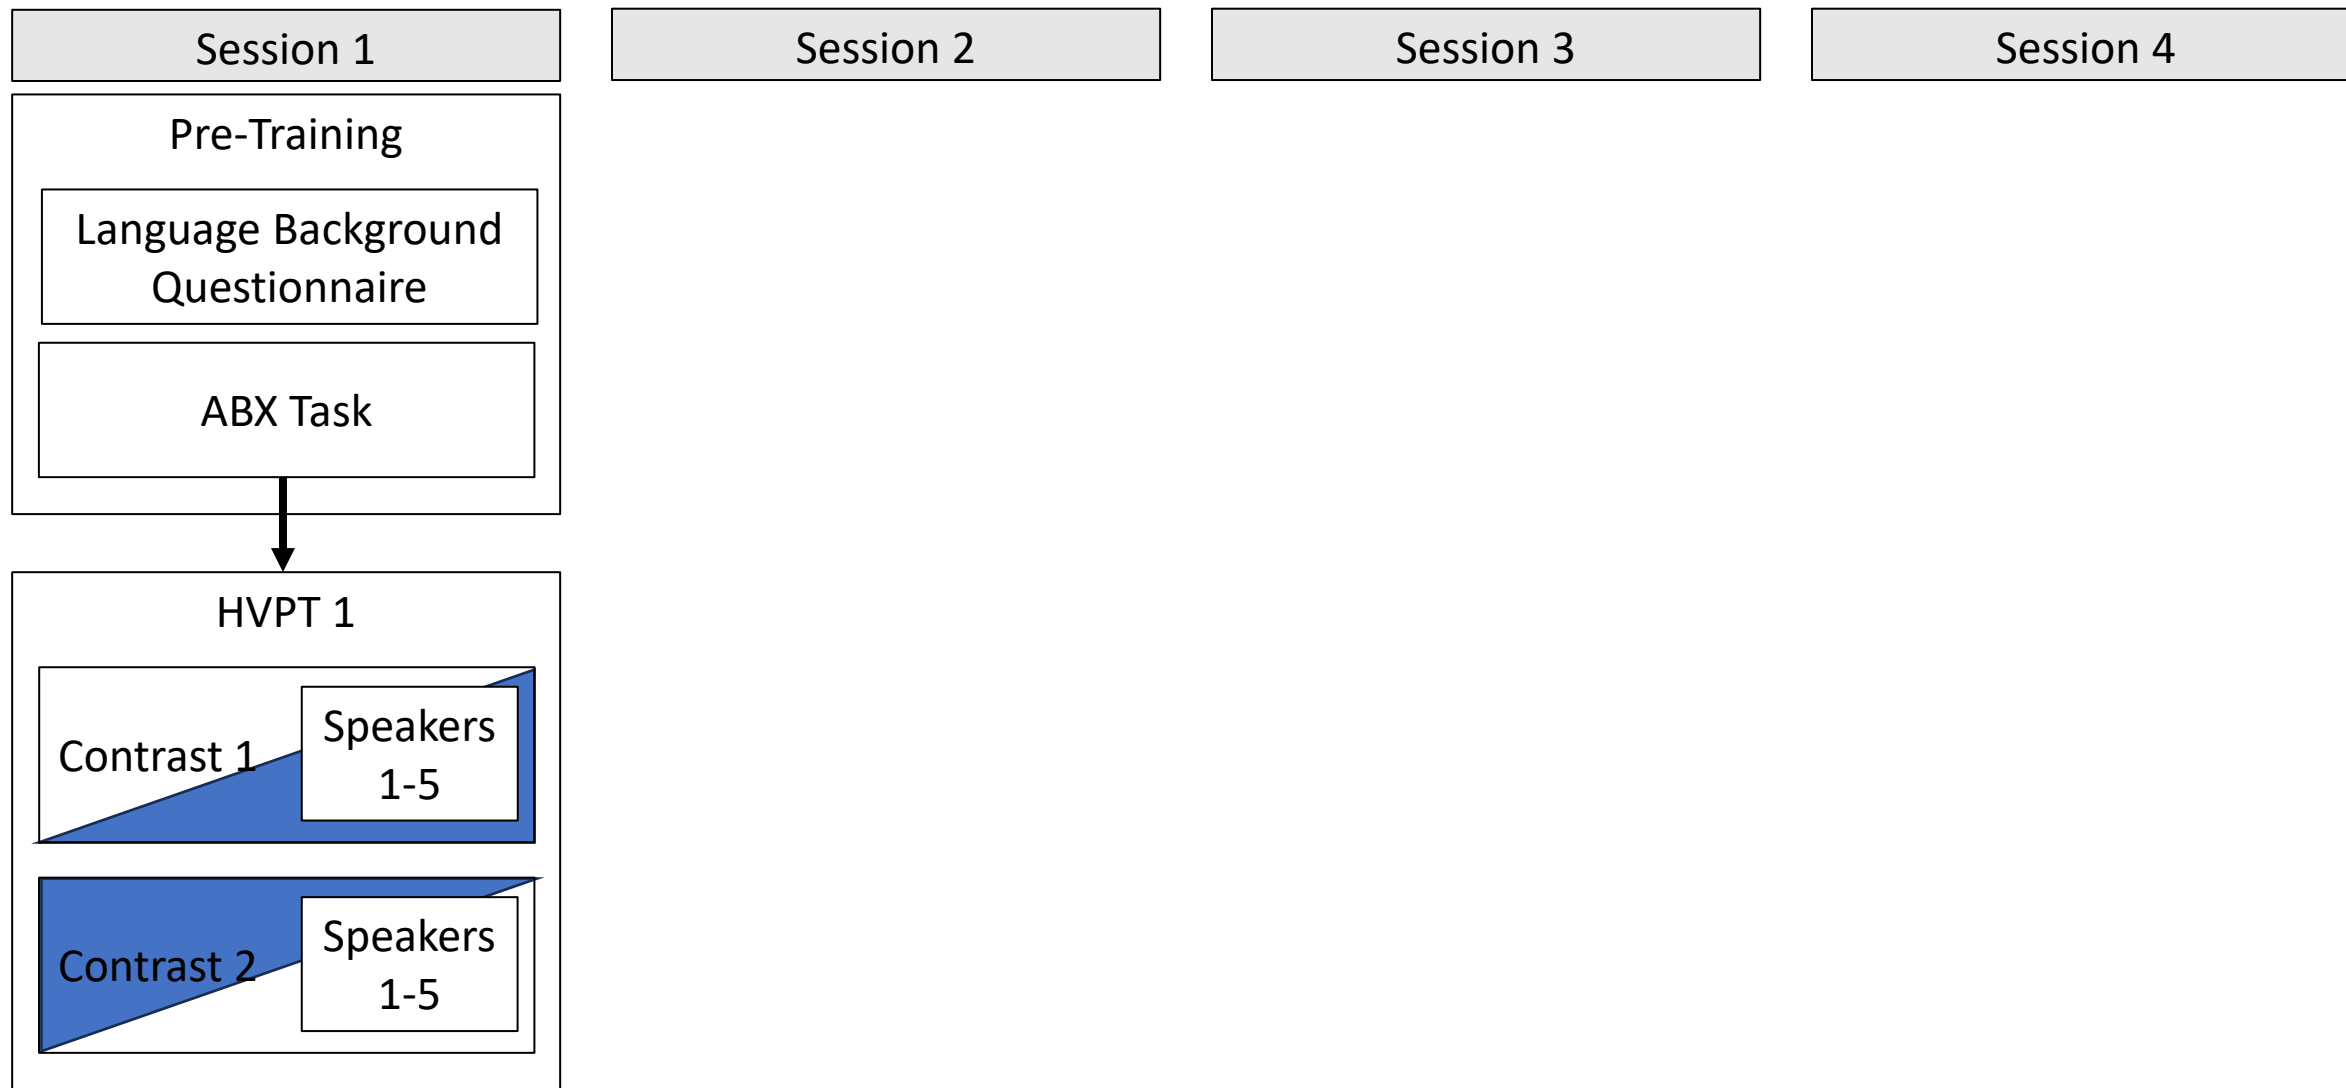 Session 1
Session 2
Session 3
Session 4
Pre-Training
Language Background
Questionnaire
ABX Task
HVPT 1
Contrast 1
Speakers
1-5
Contrast 2
Speakers
1-5